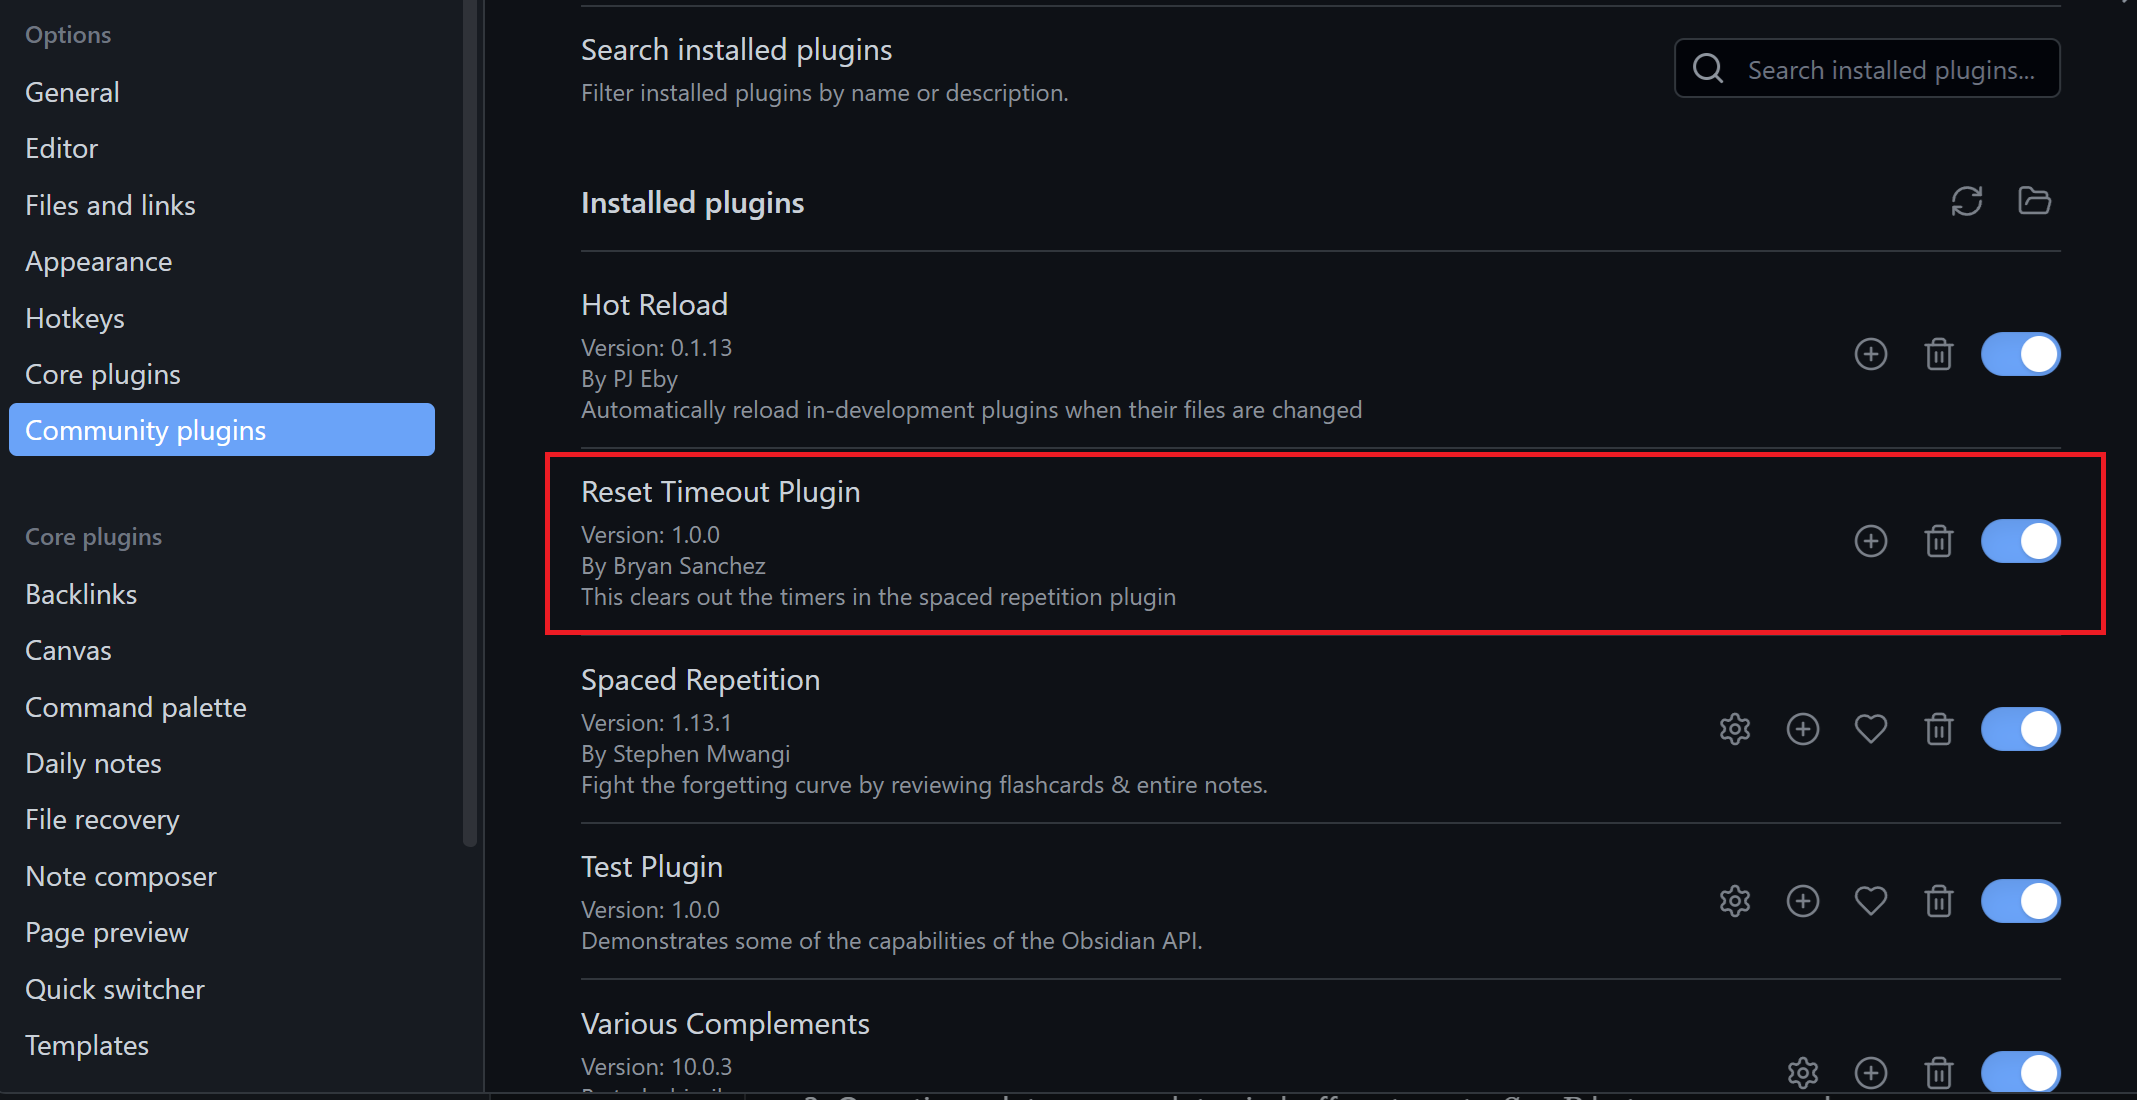 Options
General
Editor
Files and links
Appearance
Hotkeys
Core plugins
Community plugins
Core plugins
Backlinks
Canvas
Command palette
Daily notes
File recovery
Note composer
Page preview
Quick switcher
Templates
Search installed plugins
Filter installed plugins by name or description.
Search installed plugins...
Installed plugins
Hot Reload
Version: 0.1.13
By PJ Eby
Automatically reload in-development plugins when their files are changed
Reset Timeout Plugin
Version: 1.0.0
By Bryan Sanchez
This clears out the timers in the spaced repetition plugin
Spaced Repetition
Version: 1.13.1
By Stephen Mwangi
Fight the forgetting curve by reviewing flashcards & entire notes.
Test Plugin
Version: 1.0.0
Demonstrates some of the capabilities of the Obsidian API.
Various Complements
Version: 10.0.3